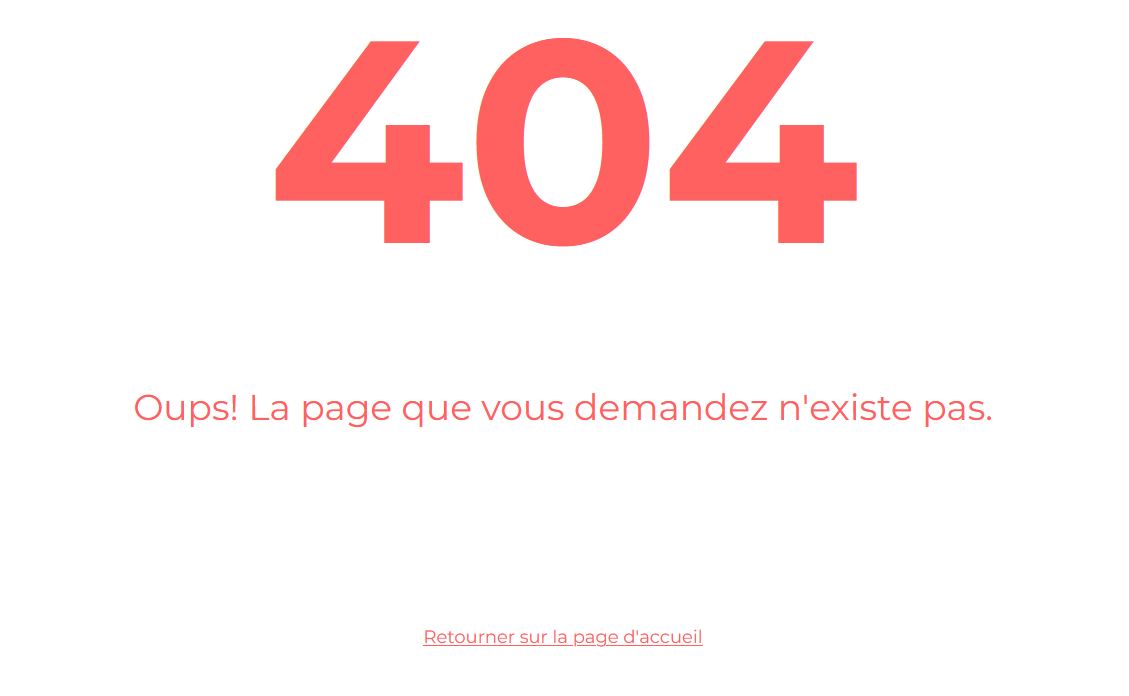 404
Oups! La page que vous demandez n'existe pas.
Retourner sur la page d'accueil